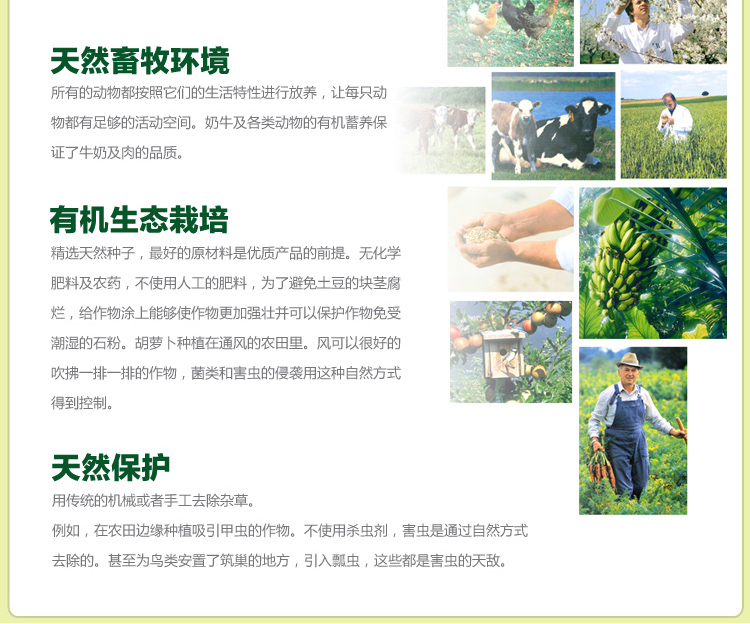 天然畜牧环境
所有的动物都按照它们的生活特性进行放养，让每只动
物都有足够的活动空间。奶牛及各类动物的有机蓄养保
证了牛奶及肉的品质。
有机生态栽培
精选天然种子，最好的原材料是优质产品的前提。无化学
肥料及农药，不使用人工的肥料，为了避免土豆的块茎腐
烂，给作物涂上能够使作物更加强壮并可以保护作物免受
潮湿的石粉。胡萝卜种植在通风的农田里。风可以很好的
吹拂一排一排的作物，菌类和害虫的侵袭用这种自然方式
得到控制。
天然保护
用传统的机械或者手工去除杂草。
例如，在农田边缘种植吸引甲虫的作物。不使用杀虫剂，害虫是通过自然方式
去除的。甚至为鸟类安置了筑巢的地方，引入瓢虫，这些都是害虫的天敌。